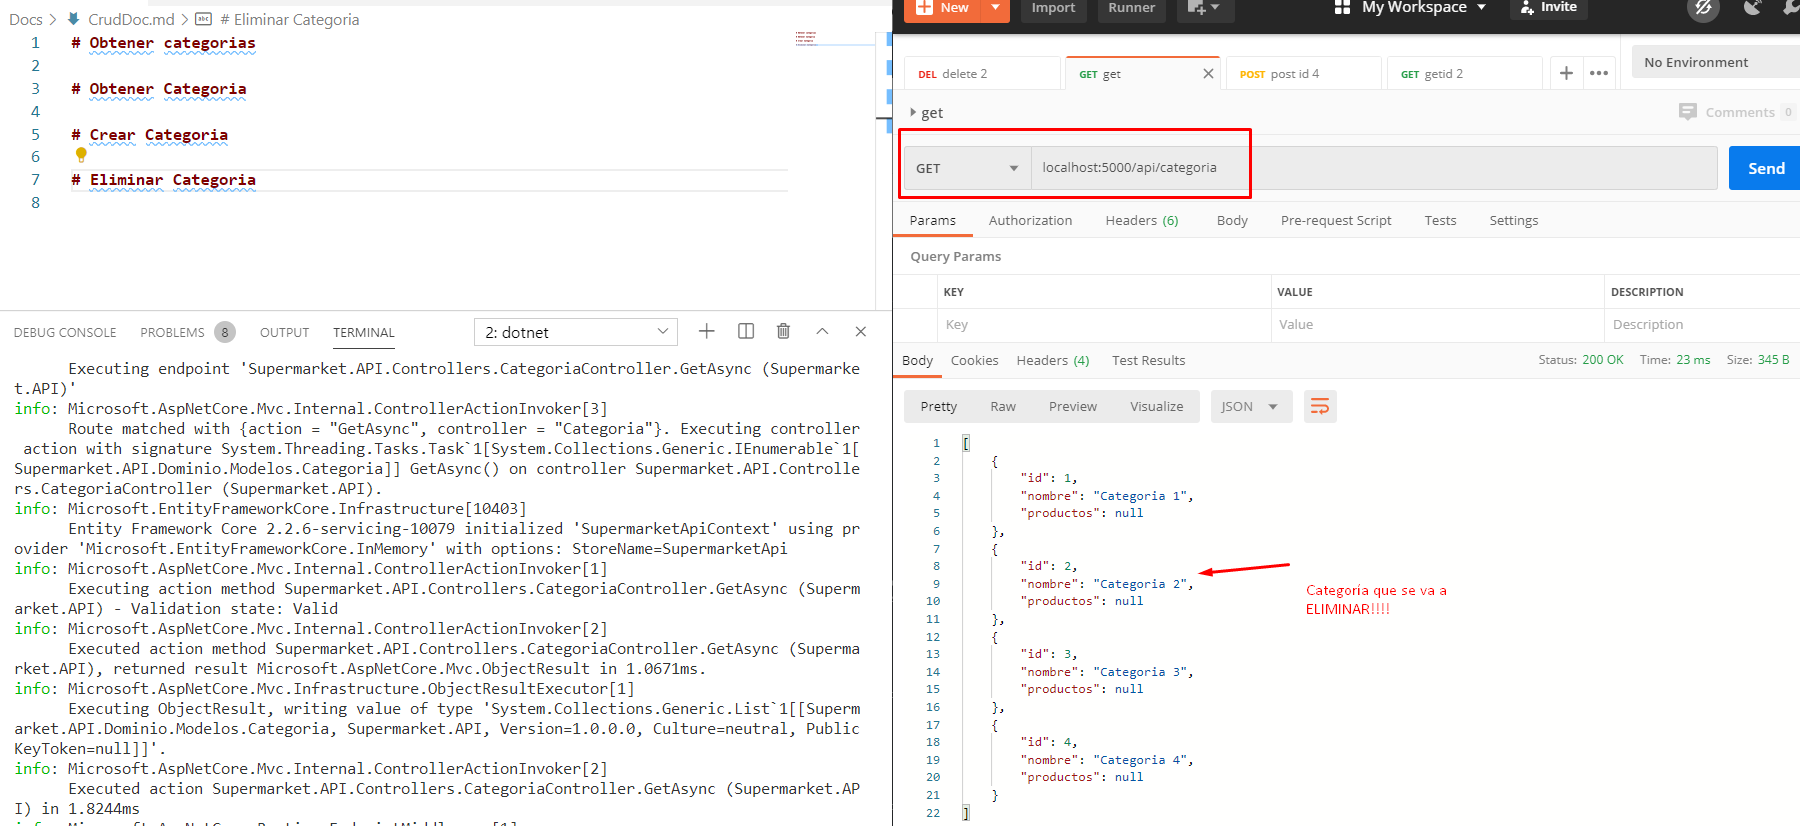 Docs > CrudDoc.md > # Eliminar Categoria
1 # Obtener categorias
2
3 # Obtener Categoria
4
5 # Crear Categoria
6
7 # Eliminar Categoria
8
DEBUG CONSOLE PROBLEMS 8 OUTPUT TERMINAL 2: dotnet
Executing endpoint 'Supermarket.API.Controllers.CategoriaController.GetAsync (Supermarke
t.API)'
info: Microsoft.AspNetCore.Mvc.Internal.ControllerActionInvoker[3]
Route matched with {action = "GetAsync", controller = "Categoria"}. Executing controller
action with signature System.Threading.Tasks.Task`1[System.Collections.Generic.IEnumerable`1[
Supermarket.API.Dominio.Modelos.Categoria]] GetAsync() on controller Supermarket.API.Controlle
rs.CategoriaController (Supermarket.API).
info: Microsoft.EntityFrameworkCore.Infrastructure[10403]
Entity Framework Core 2.2.6-servicing-10079 initialized 'SupermarketApiContext' using pr
ovider 'Microsoft.EntityFrameworkCore.InMemory' with options: StoreName=SupermarketApi
info: Microsoft.AspNetCore.Mvc.Internal.ControllerActionInvoker[1]
Executing action method Supermarket.API.Controllers.CategoriaController.GetAsync (Superm
arket.API) - Validation state: Valid
info: Microsoft.AspNetCore.Mvc.Internal.ControllerActionInvoker[2]
Executed action method Supermarket.API.Controllers.CategoriaController.GetAsync (Superma
rket.API), returned result Microsoft.AspNetCore.Mvc.ObjectResult in 1.0671ms.
info: Microsoft.AspNetCore.Mvc.Infrastructure.ObjectResultExecutor[1]
Executing ObjectResult, writing value of type 'System.Collections.Generic.List`1[[Superm
arket.API.Dominio.Modelos.Categoria, Supermarket.API, Version=1.0.0.0, Culture=neutral, Public
KeyToken=null]]'.
info: Microsoft.AspNetCore.Mvc.Internal.ControllerActionInvoker[2]
Executed action Supermarket.API.Controllers.CategoriaController.GetAsync (Supermarket.AP
I) in 1.8244ms
New Import Runner My Workspace Invite
DEL delete 2 GET get POST post id 4 GET getid 2 No Environment
get Comments 0
GET localhost:5000/api/categoria Send
Params Authorization Headers (6) Body Pre-request Script Tests Settings
Query Params
KEY VALUE DESCRIPTION
Key Value Description
Body Cookies Headers (4) Test Results Status: 200 OK Time: 23 ms Size: 345 B
Pretty Raw Preview Visualize JSON
1 [
2 {
3 "id": 1,
4 "nombre": "Categoria 1",
5 "productos": null
6 },
7 {
8 "id": 2,
9 "nombre": "Categoria 2",
10 "productos": null
11 },
12 {
13 "id": 3,
14 "nombre": "Categoria 3",
15 "productos": null
16 },
17 {
18 "id": 4,
19 "nombre": "Categoria 4",
20 "productos": null
21 }
22 ]
Categoría que se va a
ELIMINAR!!!!